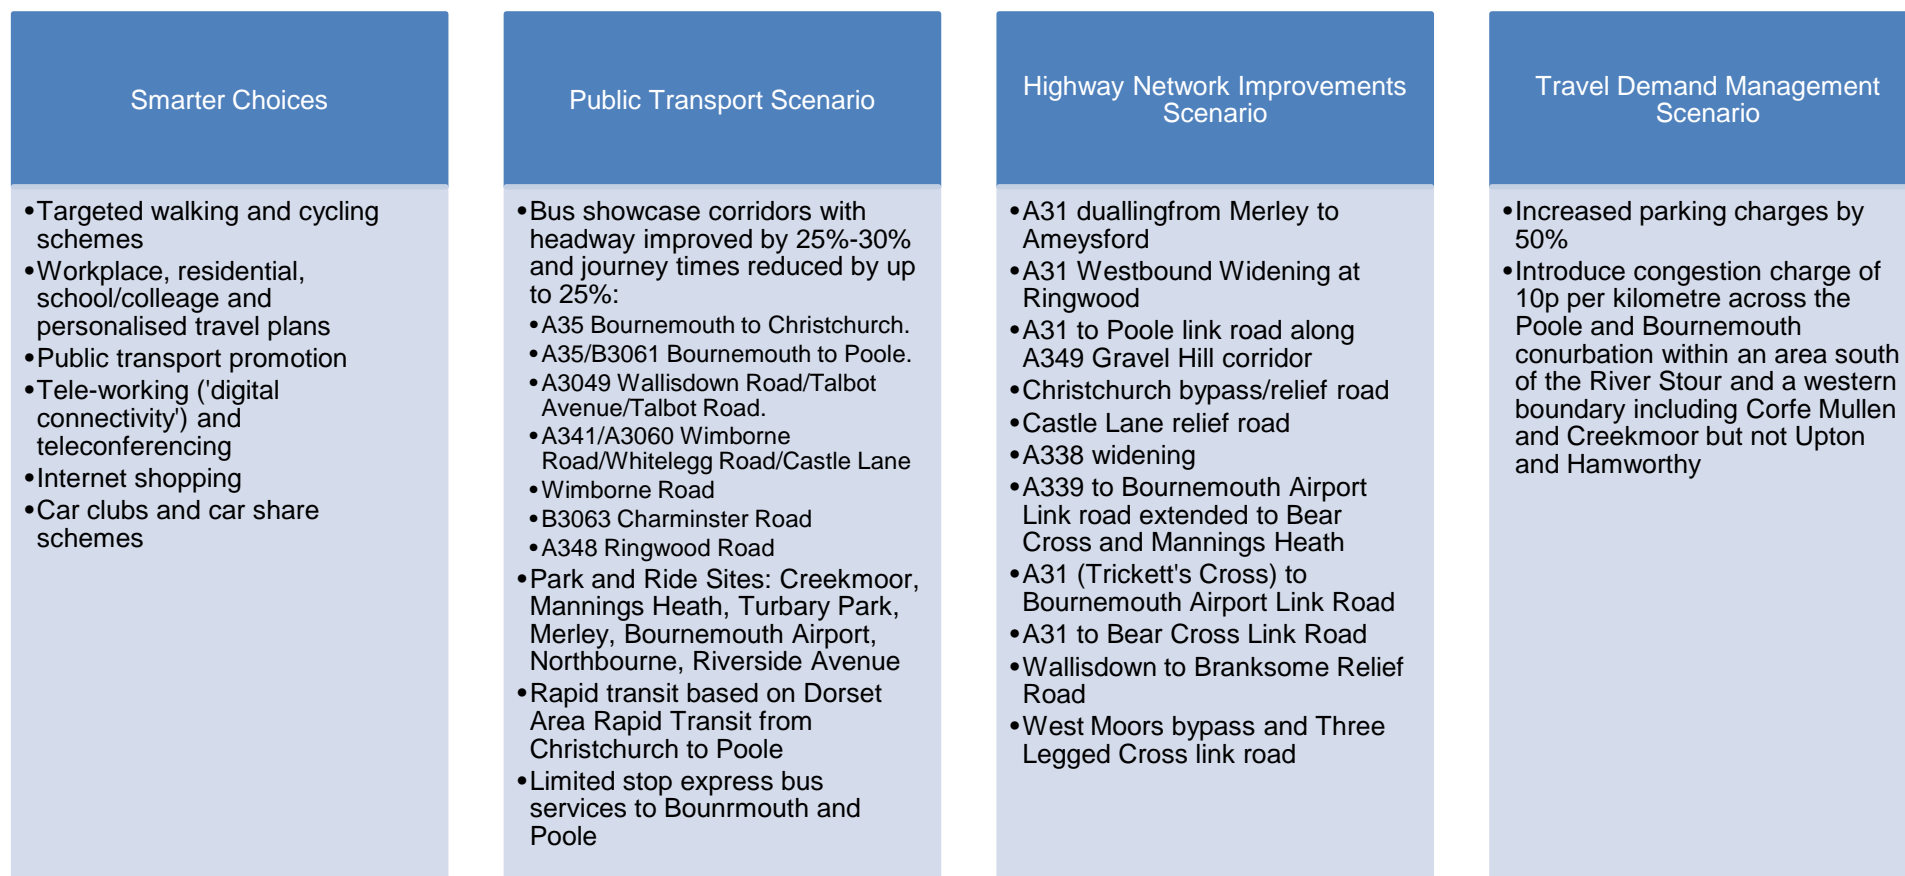 Smarter Choices
•Targeted walking and cycling
schemes
•Workplace, residential,
school/colleage and
personalised travel plans
•Public transport promotion
•Tele-working ('digital
connectivity') and
teleconferencing
•Internet shopping
•Car clubs and car share
schemes
Public Transport Scenario
•Bus showcase corridors with
headway improved by 25%-30%
and journey times reduced by up
to 25%:
•A35 Bournemouth to Christchurch.
•A35/B3061 Bournemouth to Poole.
•A3049 Wallisdown Road/Talbot
Avenue/Talbot Road.
•A341/A3060 Wimborne
Road/Whitelegg Road/Castle Lane
•Wimborne Road
•B3063 Charminster Road
•A348 Ringwood Road
•Park and Ride Sites: Creekmoor,
Mannings Heath, Turbary Park,
Merley, Bournemouth Airport,
Northbourne, Riverside Avenue
•Rapid transit based on Dorset
Area Rapid Transit from
Christchurch to Poole
•Limited stop express bus
services to Bounrmouth and
Poole
Highway Network Improvements
Scenario
•A31 duallingfrom Merley to
Ameysford
•A31 Westbound Widening at
Ringwood
•A31 to Poole link road along
A349 Gravel Hill corridor
•Christchurch bypass/relief road
•Castle Lane relief road
•A338 widening
•A339 to Bournemouth Airport
Link road extended to Bear
Cross and Mannings Heath
•A31 (Trickett's Cross) to
Bournemouth Airport Link Road
•A31 to Bear Cross Link Road
•Wallisdown to Branksome Relief
Road
•West Moors bypass and Three
Legged Cross link road
Travel Demand Management
Scenario
•Increased parking charges by
50%
•Introduce congestion charge of
10p per kilometre across the
Poole and Bournemouth
conurbation within an area south
of the River Stour and a western
boundary including Corfe Mullen
and Creekmoor but not Upton
and Hamworthy